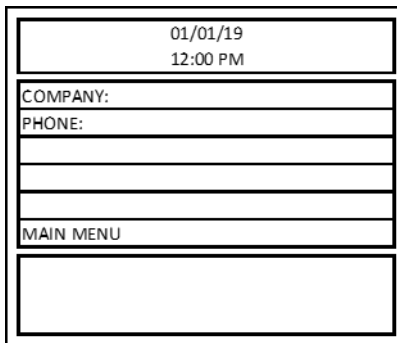 01/01/19
12:00 PM
COMPANY:
PHONE:
MAIN MENU